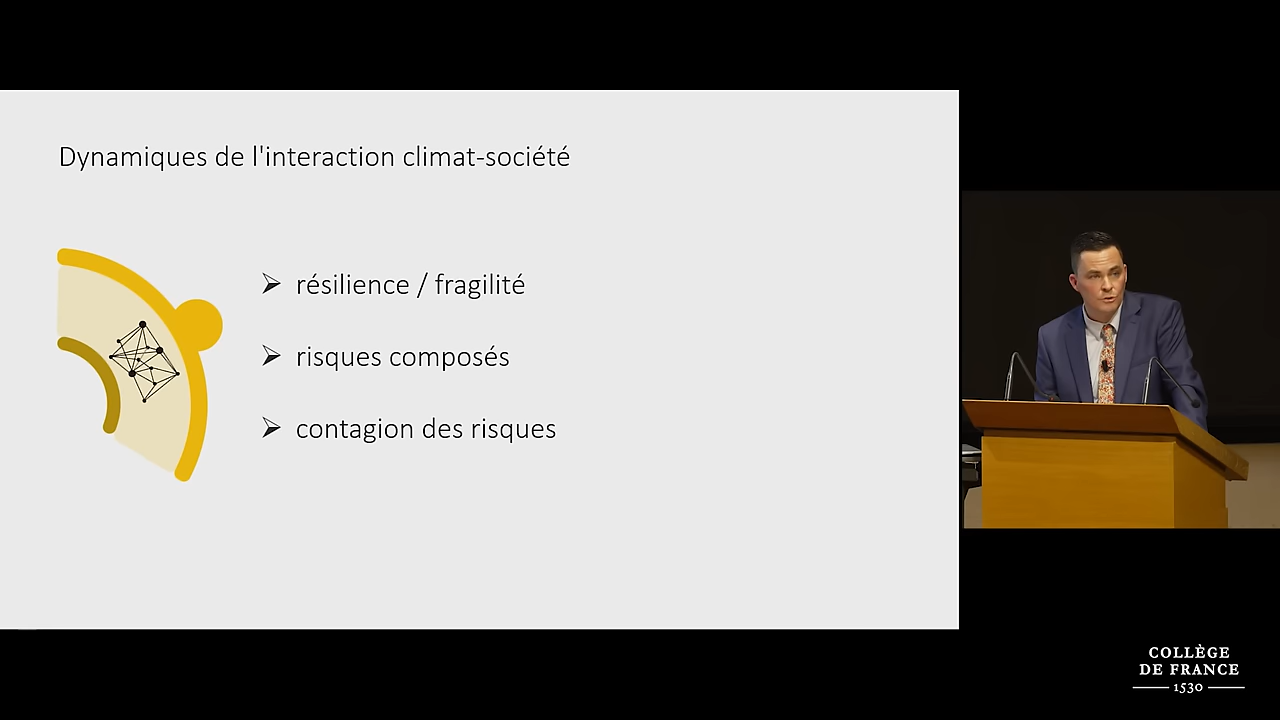 Dynamiques de l'interaction climat-société
résilience / fragilité
risques composés
contagion des risques
COLLÈGE
DE FRANCE
1530